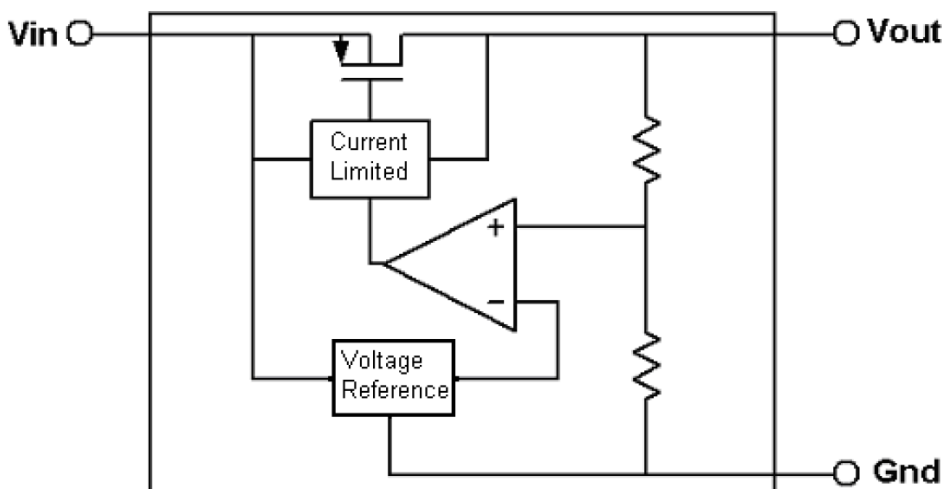 Vin
Vout
Current
Limited
+
−
Voltage
Reference
Gnd